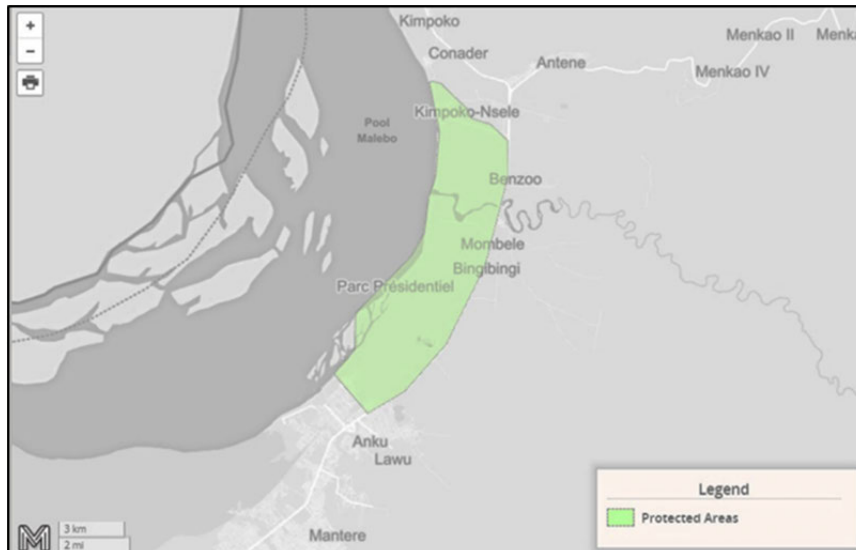 +
−
Kimpoko
Conader
Antene
Menkao II
Menka
Menkao IV
Kimpoko-Nsele
Pool
Malebo
Benzoo
Mombele
Bingibingi
Parc Présidentiel
Anku
Lawu
Mantere
3 km
2 mi
Legend
Protected Areas